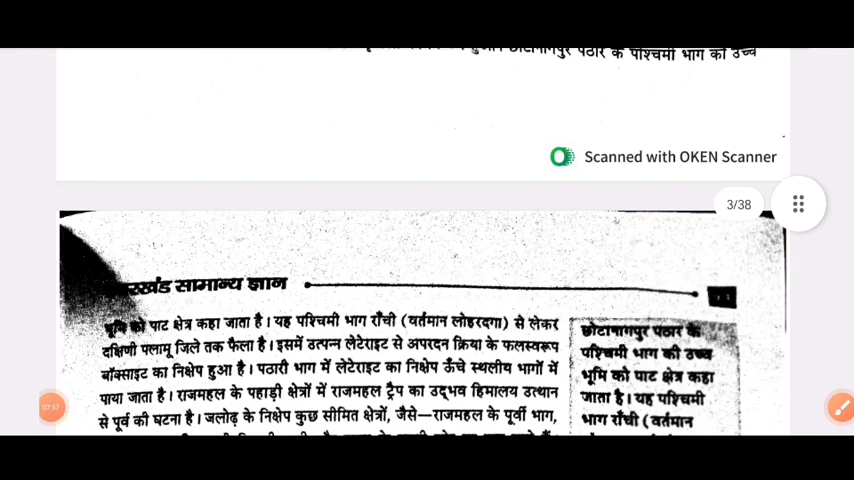 छोटानागपुर पठार के पश्चिमी भाग की उच्च
Scanned with OKEN Scanner
3/38
रखंड सामान्य ज्ञान
भूमि को पाट क्षेत्र कहा जाता है। यह पश्चिमी भाग राँची (वर्तमान लोहरदगा) से लेकर
दक्षिणी पलामू जिले तक फैला है। इसमें उत्पन्न लेटेराइट से अपरदन क्रिया के फलस्वरूप
बॉक्साइट का निक्षेप हुआ है। पठारी भाग में लेटेराइट का निक्षेप ऊँचे स्थलीय भागों में
पाया जाता है। राजमहल के पहाड़ी क्षेत्रों में राजमहल ट्रैप का उद्भव हिमालय उत्थान
से पूर्व की घटना है। जलोढ़ के निक्षेप कुछ सीमित क्षेत्रों, जैसे—राजमहल के पूर्वी भाग,
छोटानागपुर पठार के
पश्चिमी भाग की उच्च
भूमि को पाट क्षेत्र कहा
जाता है। यह पश्चिमी
भाग राँची (वर्तमान
07:57